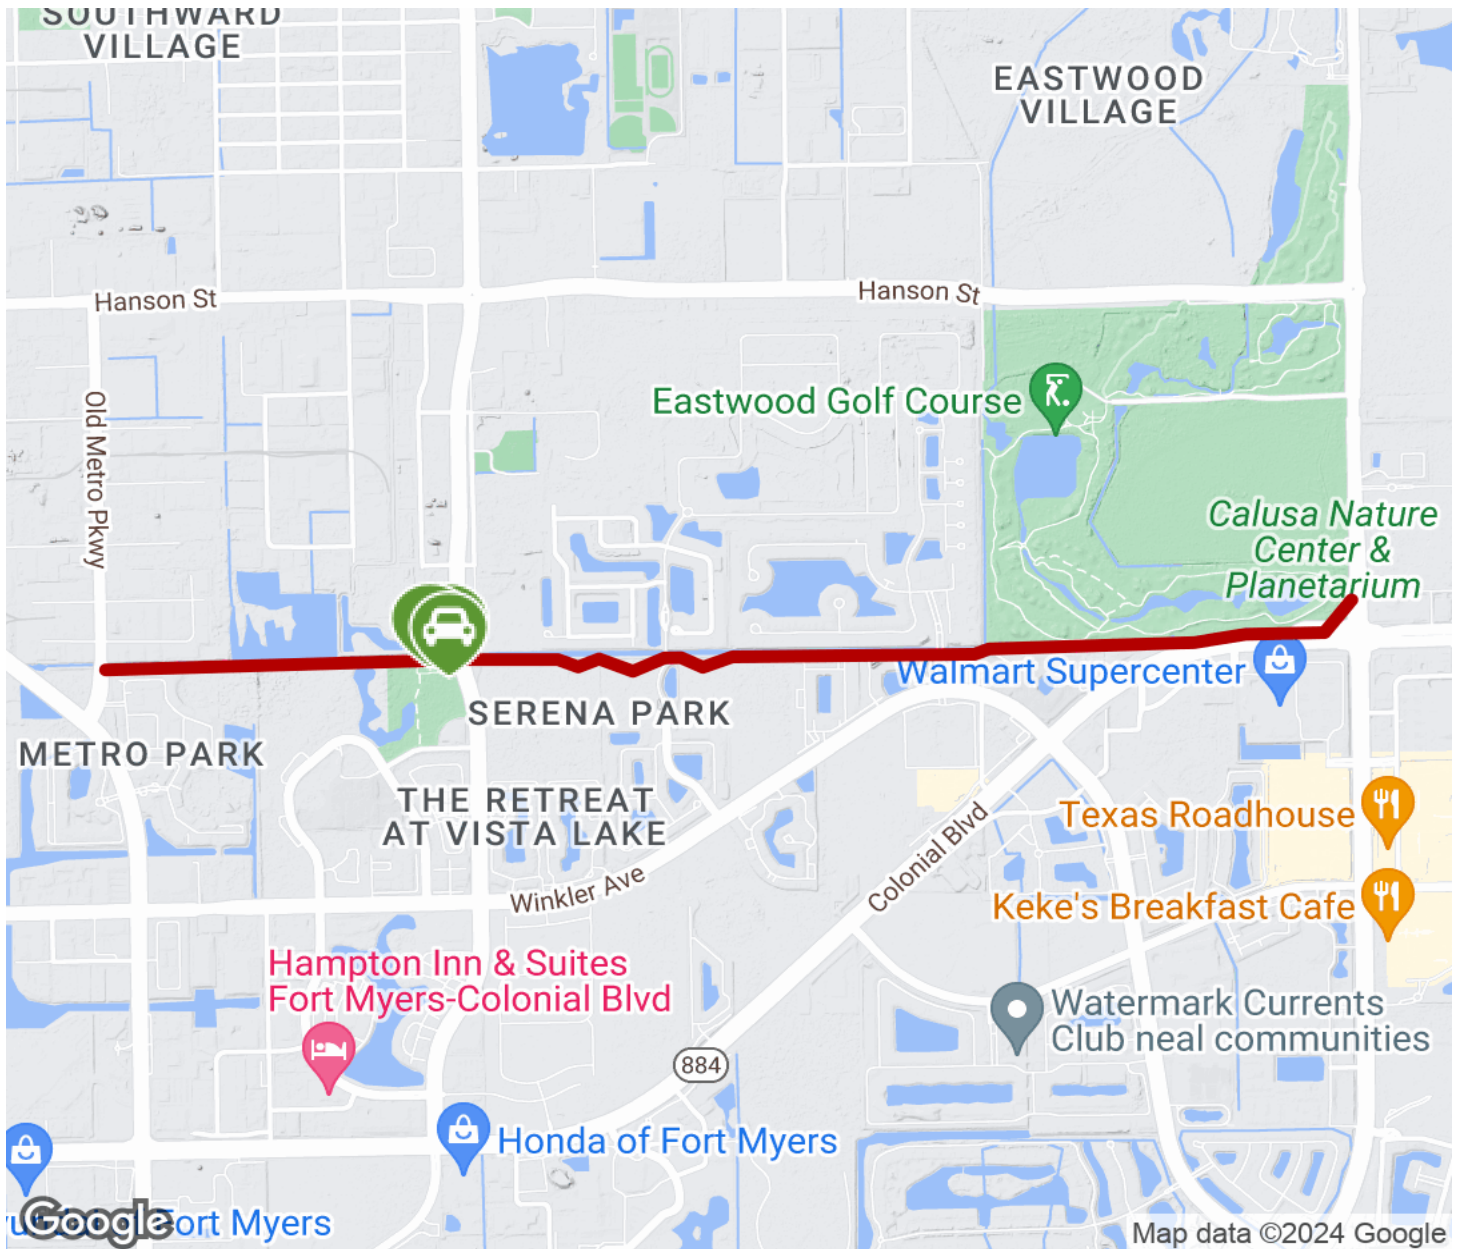 SOUTHWARD
VILLAGE
EASTWOOD
VILLAGE
Hanson St
Hanson St
Old Metro Pkwy
Eastwood Golf Course
Calusa Nature
Center &
Planetarium
Walmart Supercenter
SERENA PARK
METRO PARK
THE RETREAT
AT VISTA LAKE
Winkler Ave
Colonial Blvd
Texas Roadhouse
Keke's Breakfast Cafe
Hampton Inn & Suites
Fort Myers-Colonial Blvd
Watermark Currents
Club neal communities
884
Honda of Fort Myers
Fort Myers
Google
Map data ©2024 Google